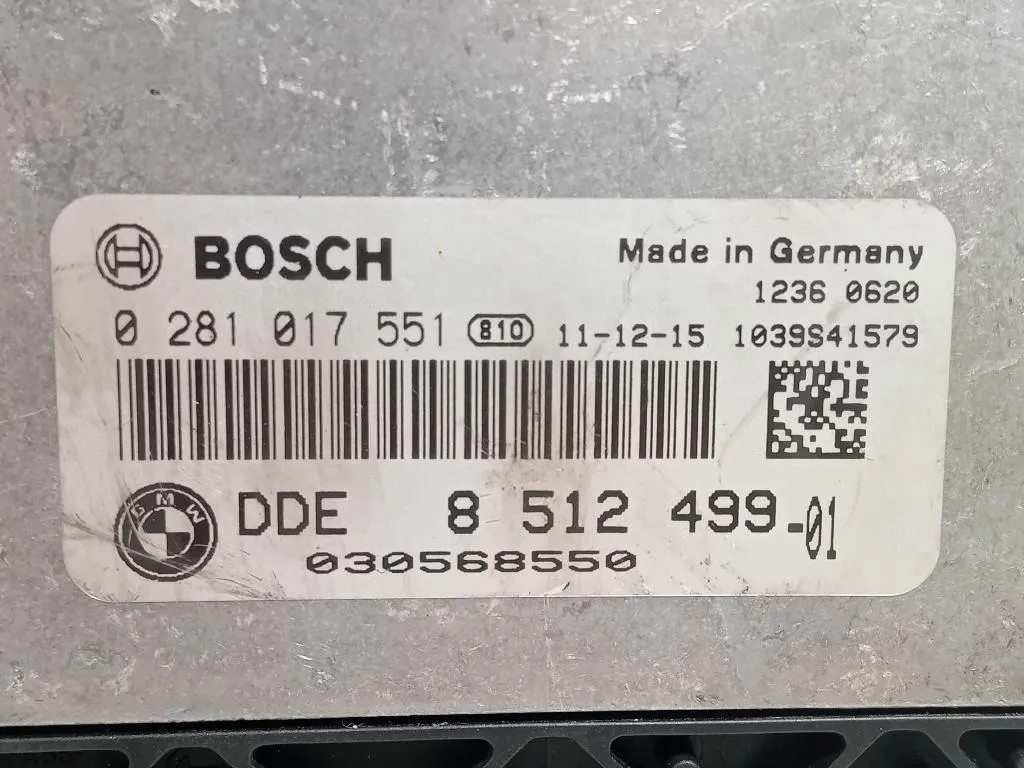 BOSCH
Made in Germany
1236 0620
0 281 017 551 810 11-12-15 1039S41579
BMW
DDE 8 512 499-01
030568550